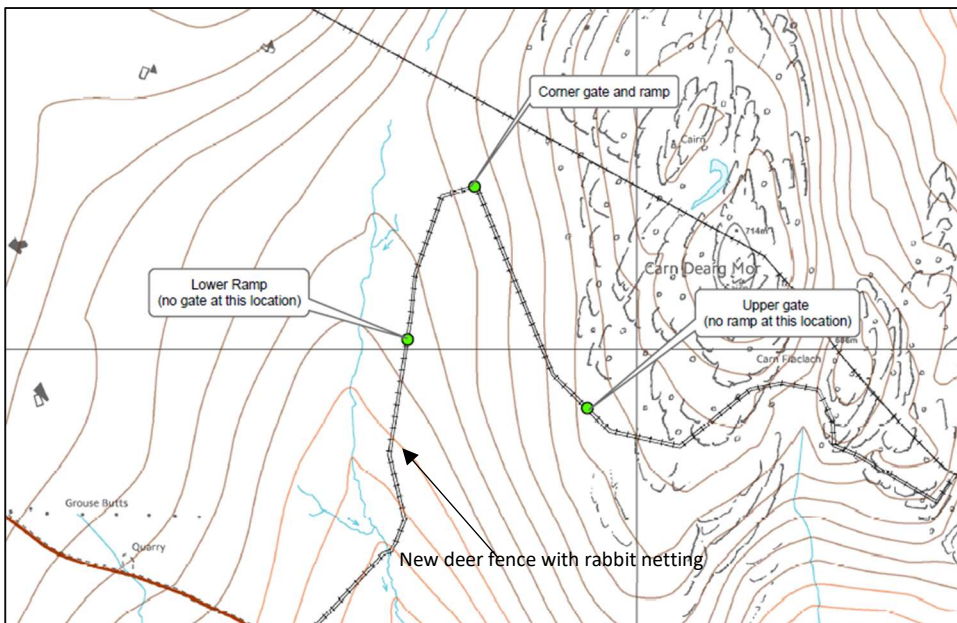 Corner gate and ramp
Cairn
714m
Carn Dearg Mor
Lower Ramp
(no gate at this location)
Upper gate
(no ramp at this location)
686m
Carn Fiaclach
Grouse Butts
Quarry
New deer fence with rabbit netting